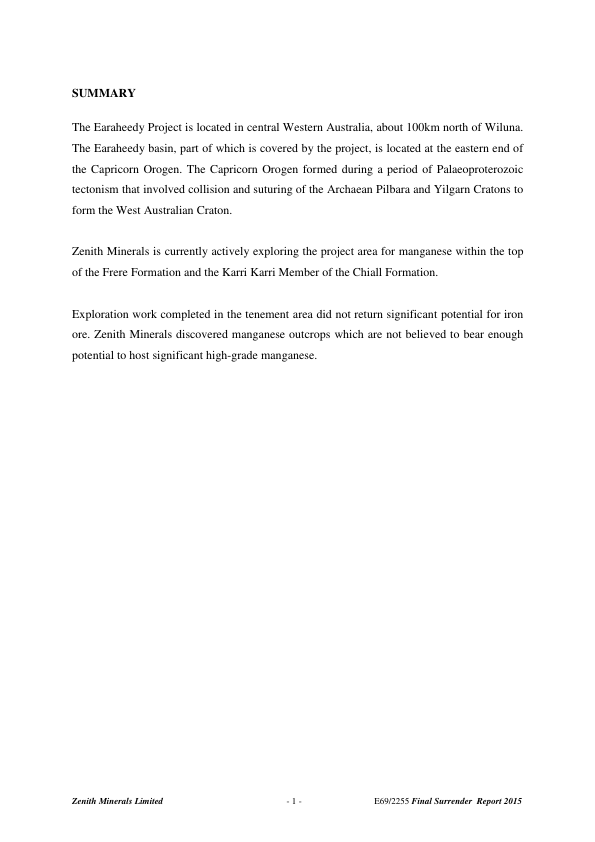 SUMMARY
The Earaheedy Project is located in central Western Australia, about 100km north of Wiluna.
The Earaheedy basin, part of which is covered by the project, is located at the eastern end of
the Capricorn Orogen. The Capricorn Orogen formed during a period of Palaeoproterozoic
tectonism that involved collision and suturing of the Archaean Pilbara and Yilgarn Cratons to
form the West Australian Craton.
Zenith Minerals is currently actively exploring the project area for manganese within the top
of the Frere Formation and the Karri Karri Member of the Chiall Formation.
Exploration work completed in the tenement area did not return significant potential for iron
ore. Zenith Minerals discovered manganese outcrops which are not believed to bear enough
potential to host significant high-grade manganese.
Zenith Minerals Limited - 1 - E69/2255 Final Surrender Report 2015